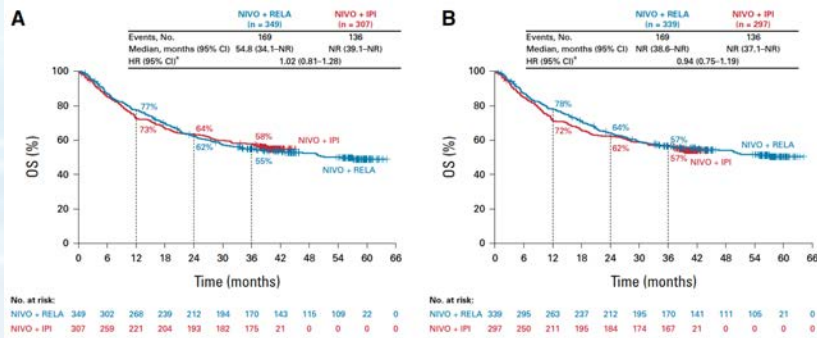 A
NIVO + RELA NIVO + IPI
(n = 349) (n = 307)
Events, No. 169 136
Median, months (95% CI) 54.8 (34.1–NR) NR (39.1–NR)
HR (95% CI)a 1.02 (0.81–1.28)
100
80
60
40
20
0
OS (%)
77%
73%
64%
62%
58%
55%
NIVO + IPI
NIVO + RELA
0 6 12 18 24 30 36 42 48 54 60 66
Time (months)
No. at risk:
NIVO + RELA 349 302 268 239 212 194 170 143 115 109 22 0
NIVO + IPI 307 259 221 204 193 182 175 21 0 0 0 0
B
NIVO + RELA NIVO + IPI
(n = 339) (n = 297)
Events, No. 169 136
Median, months (95% CI) NR (38.6–NR) NR (37.1–NR)
HR (95% CI)a 0.94 (0.75–1.19)
100
80
60
40
20
0
OS (%)
78%
72%
64%
62%
57%
57%
NIVO + RELA
NIVO + IPI
0 6 12 18 24 30 36 42 48 54 60 66
Time (months)
No. at risk:
NIVO + RELA 339 295 263 237 212 195 170 141 111 105 21 0
NIVO + IPI 297 250 211 195 184 174 167 21 0 0 0 0